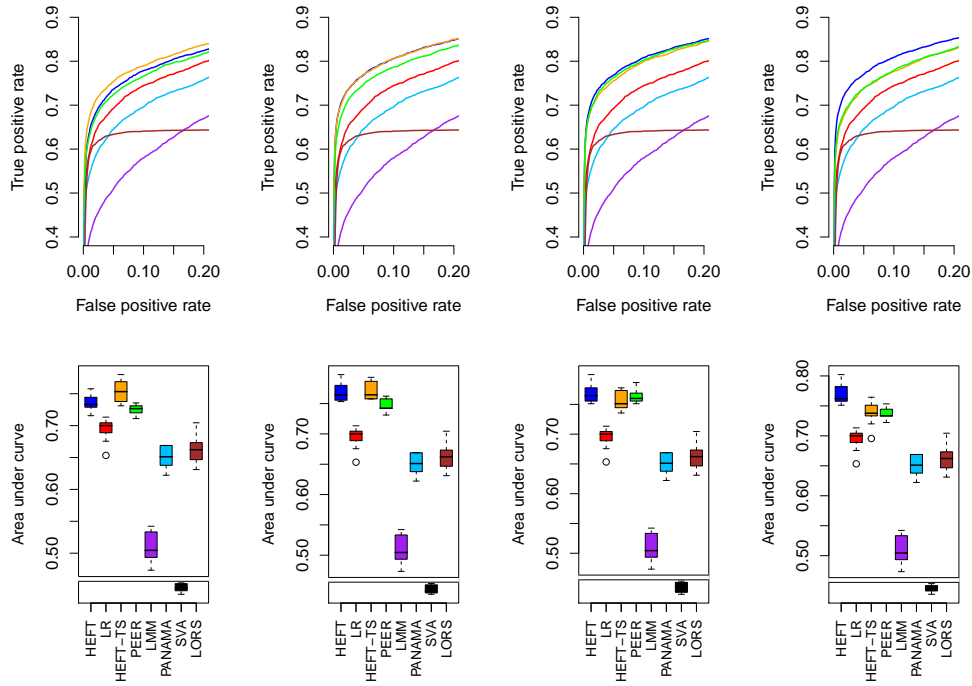 0.9 0.9 0.9 0.9
0.8 0.8 0.8 0.8
0.7 0.7 0.7 0.7
0.6 0.6 0.6 0.6
0.5 0.5 0.5 0.5
0.4 0.4 0.4 0.4
True positive rate True positive rate True positive rate True positive rate
0.00 0.10 0.20 0.00 0.10 0.20 0.00 0.10 0.20 0.00 0.10 0.20
False positive rate False positive rate False positive rate False positive rate
0.80
0.70 0.70 0.70 0.70
0.60 0.60 0.60 0.60
0.50 0.50 0.50 0.50
Area under curve Area under curve Area under curve Area under curve
HEFT LR HEFT-TS PEER LMM PANAMA SVA LORS
HEFT LR HEFT-TS PEER LMM PANAMA SVA LORS
HEFT LR HEFT-TS PEER LMM PANAMA SVA LORS
HEFT LR HEFT-TS PEER LMM PANAMA SVA LORS